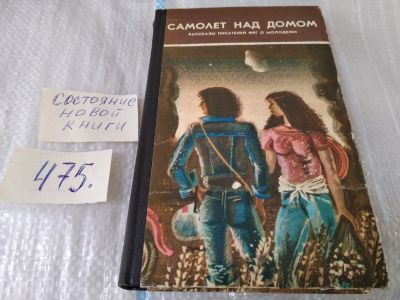 САМОЛЕТ НАД ДОМОМ
РАССКАЗЫ ПИСАТЕЛЕЙ ФРГ О МОЛОДЕЖИ
СОСТОЯНИЕ
НОВОЙ
КНИГИ
475.